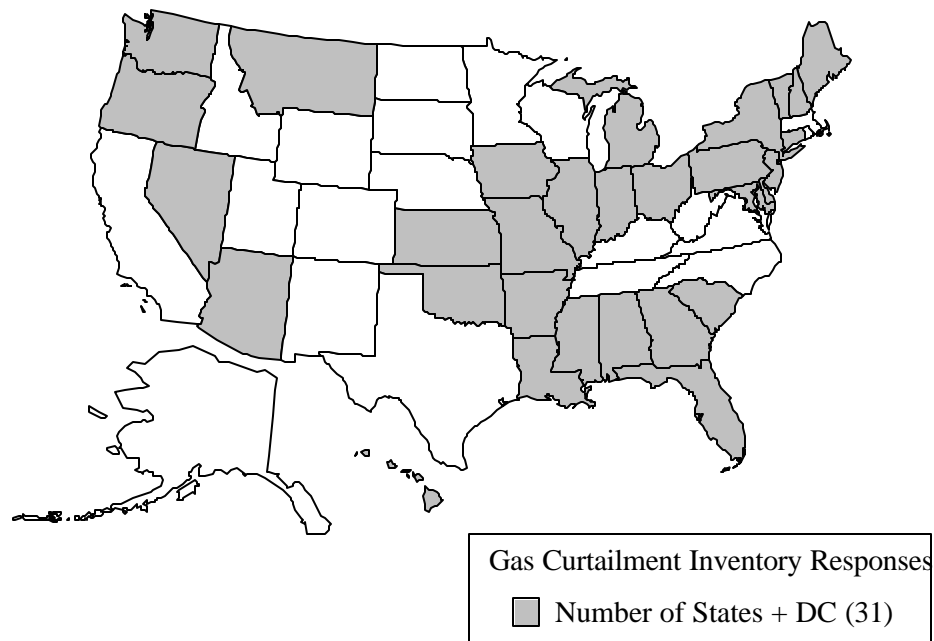 Gas Curtailment Inventory Responses
Number of States + DC (31)